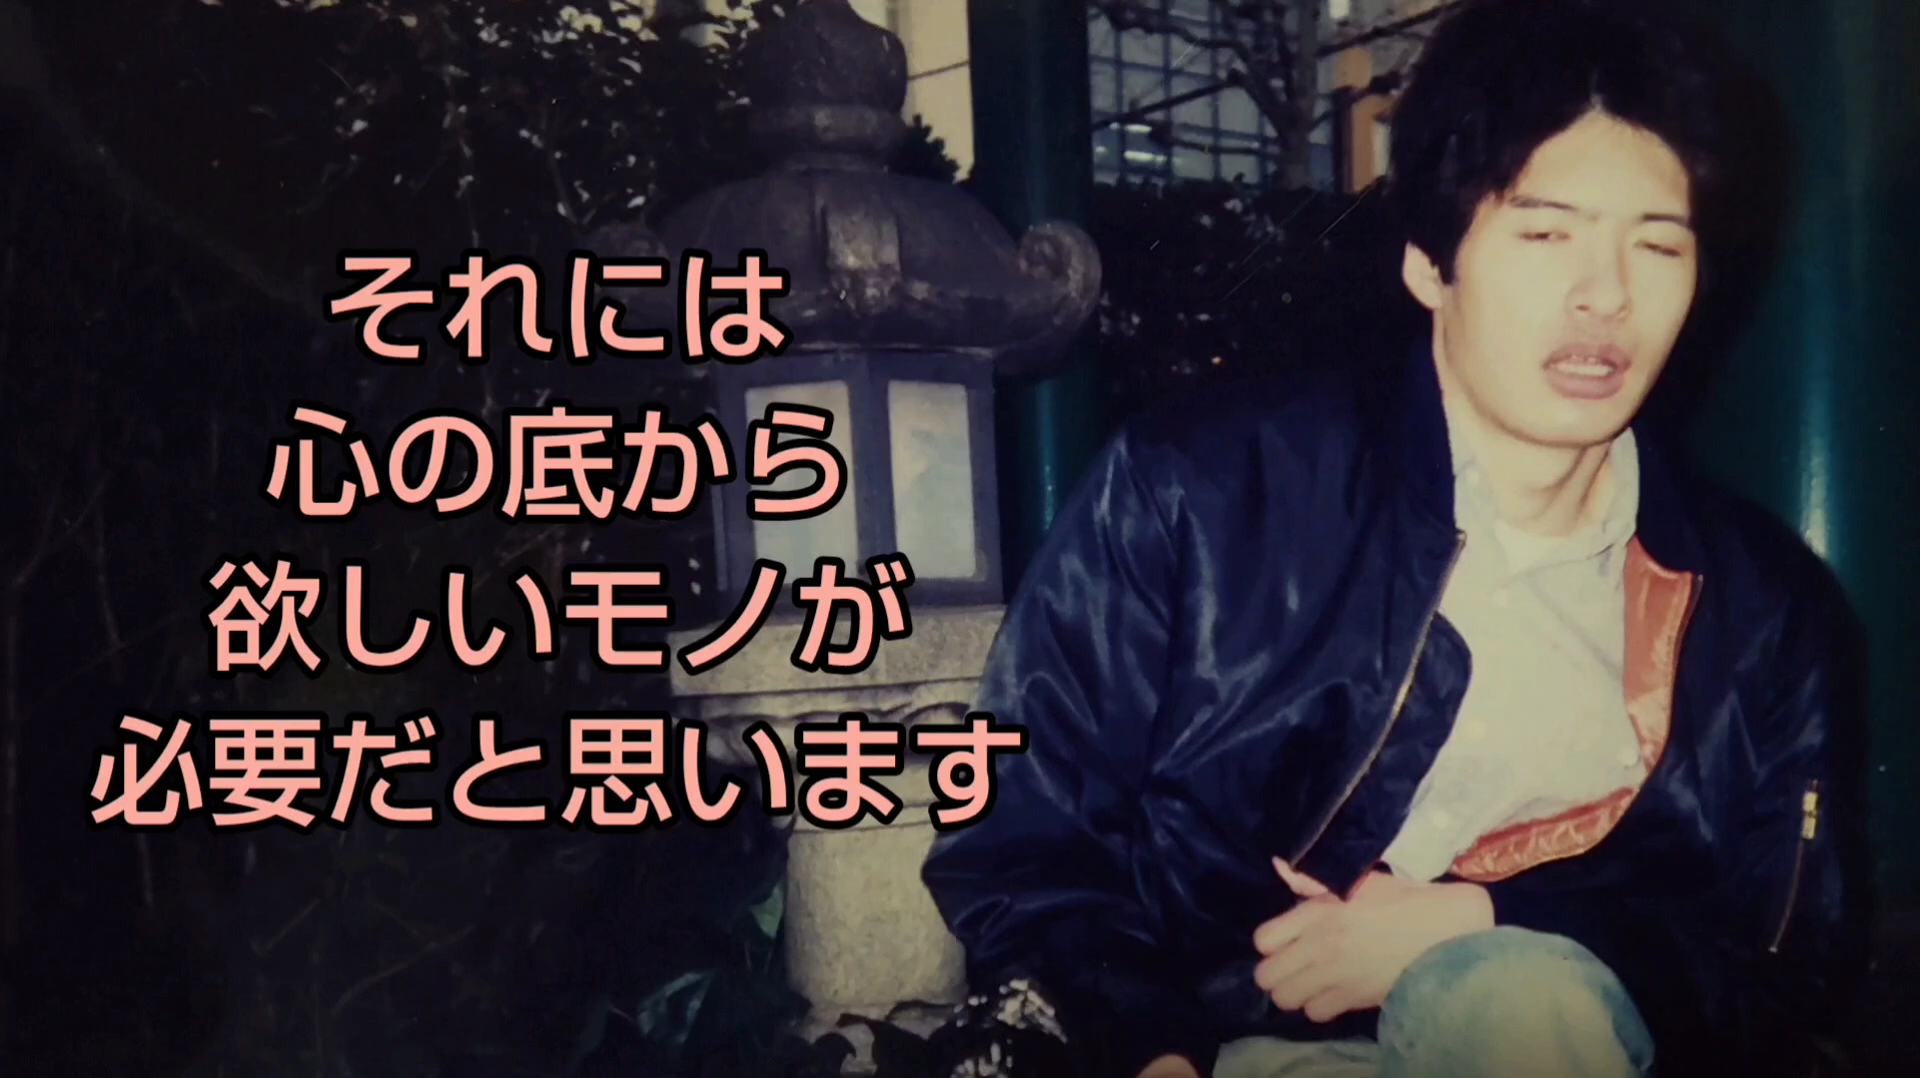 それには
心の底から
欲しいモノが
必要だと思います